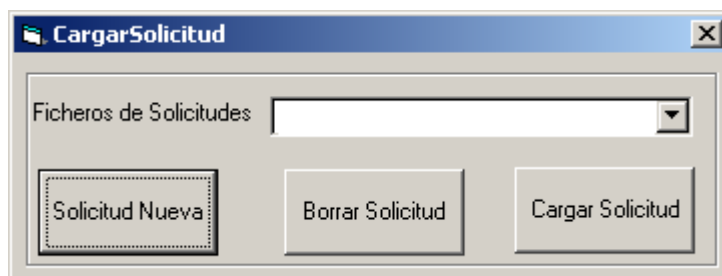 CargarSolicitud
Ficheros de Solicitudes
Solicitud Nueva Borrar Solicitud Cargar Solicitud